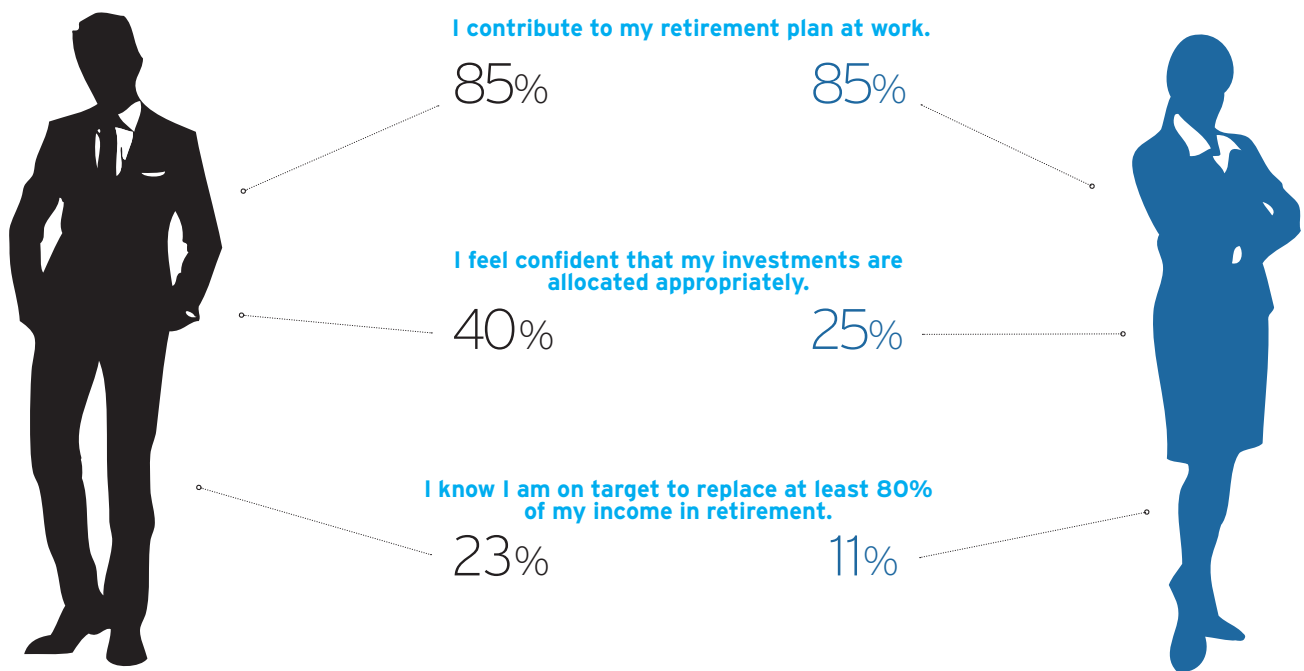 I contribute to my retirement plan at work.
85% 85%
I feel confident that my investments are
allocated appropriately.
40% 25%
I know I am on target to replace at least 80%
of my income in retirement.
23% 11%